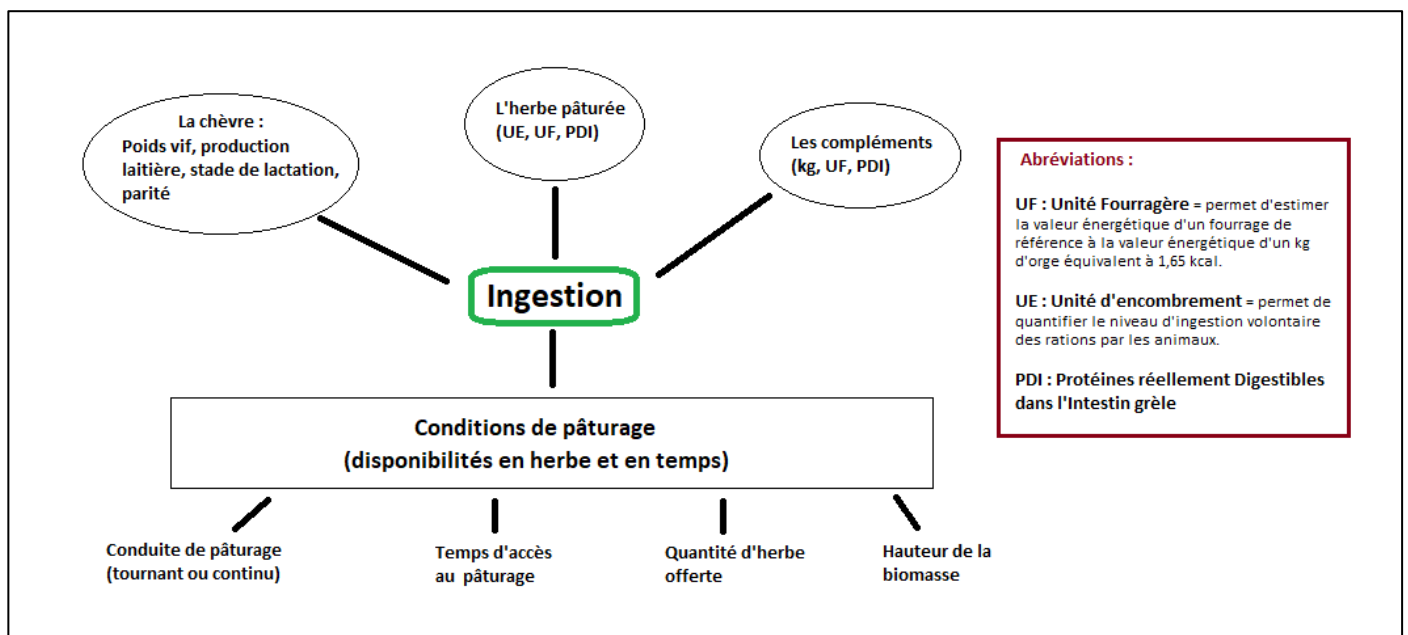 La chèvre :
Poids vif, production
laitière, stade de lactation,
parité
L'herbe pâturée
(UE, UF, PDI)
Les compléments
(kg, UF, PDI)
Ingestion
Conditions de pâturage
(disponibilités en herbe et en temps)
Conduite de pâturage
(tournant ou continu)
Temps d'accès
au pâturage
Quantité d'herbe
offerte
Hauteur de la
biomasse
Abréviations :
UF : Unité Fourragère = permet d'estimer
la valeur énergétique d'un fourrage de
référence à la valeur énergétique d'un kg
d'orge équivalent à 1,65 kcal.
UE : Unité d'encombrement = permet de
quantifier le niveau d'ingestion volontaire
des rations par les animaux.
PDI : Protéines réellement Digestibles
dans l'Intestin grèle